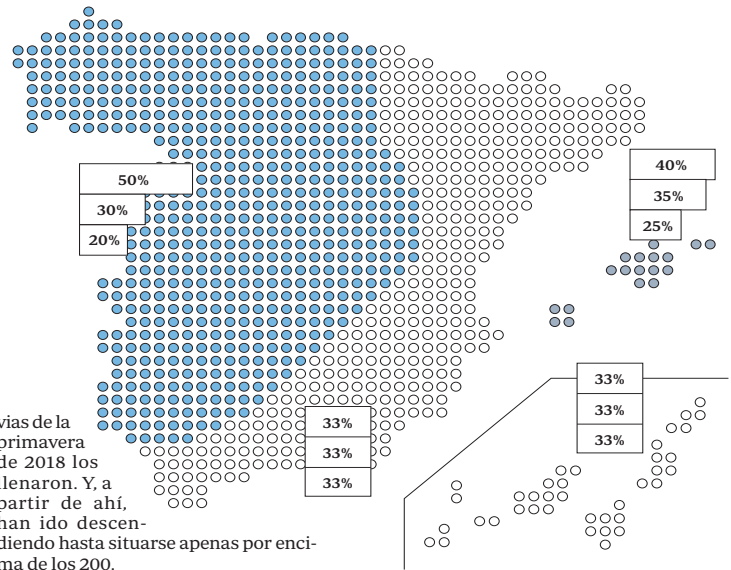 50%
30%
20%
40%
35%
25%
33%
33%
33%
33%
33%
33%
vias de la
primavera
de 2018 los
llenaron. Y, a
partir de ahí,
han ido descen-
diendo hasta situarse apenas por enci-
ma de los 200.